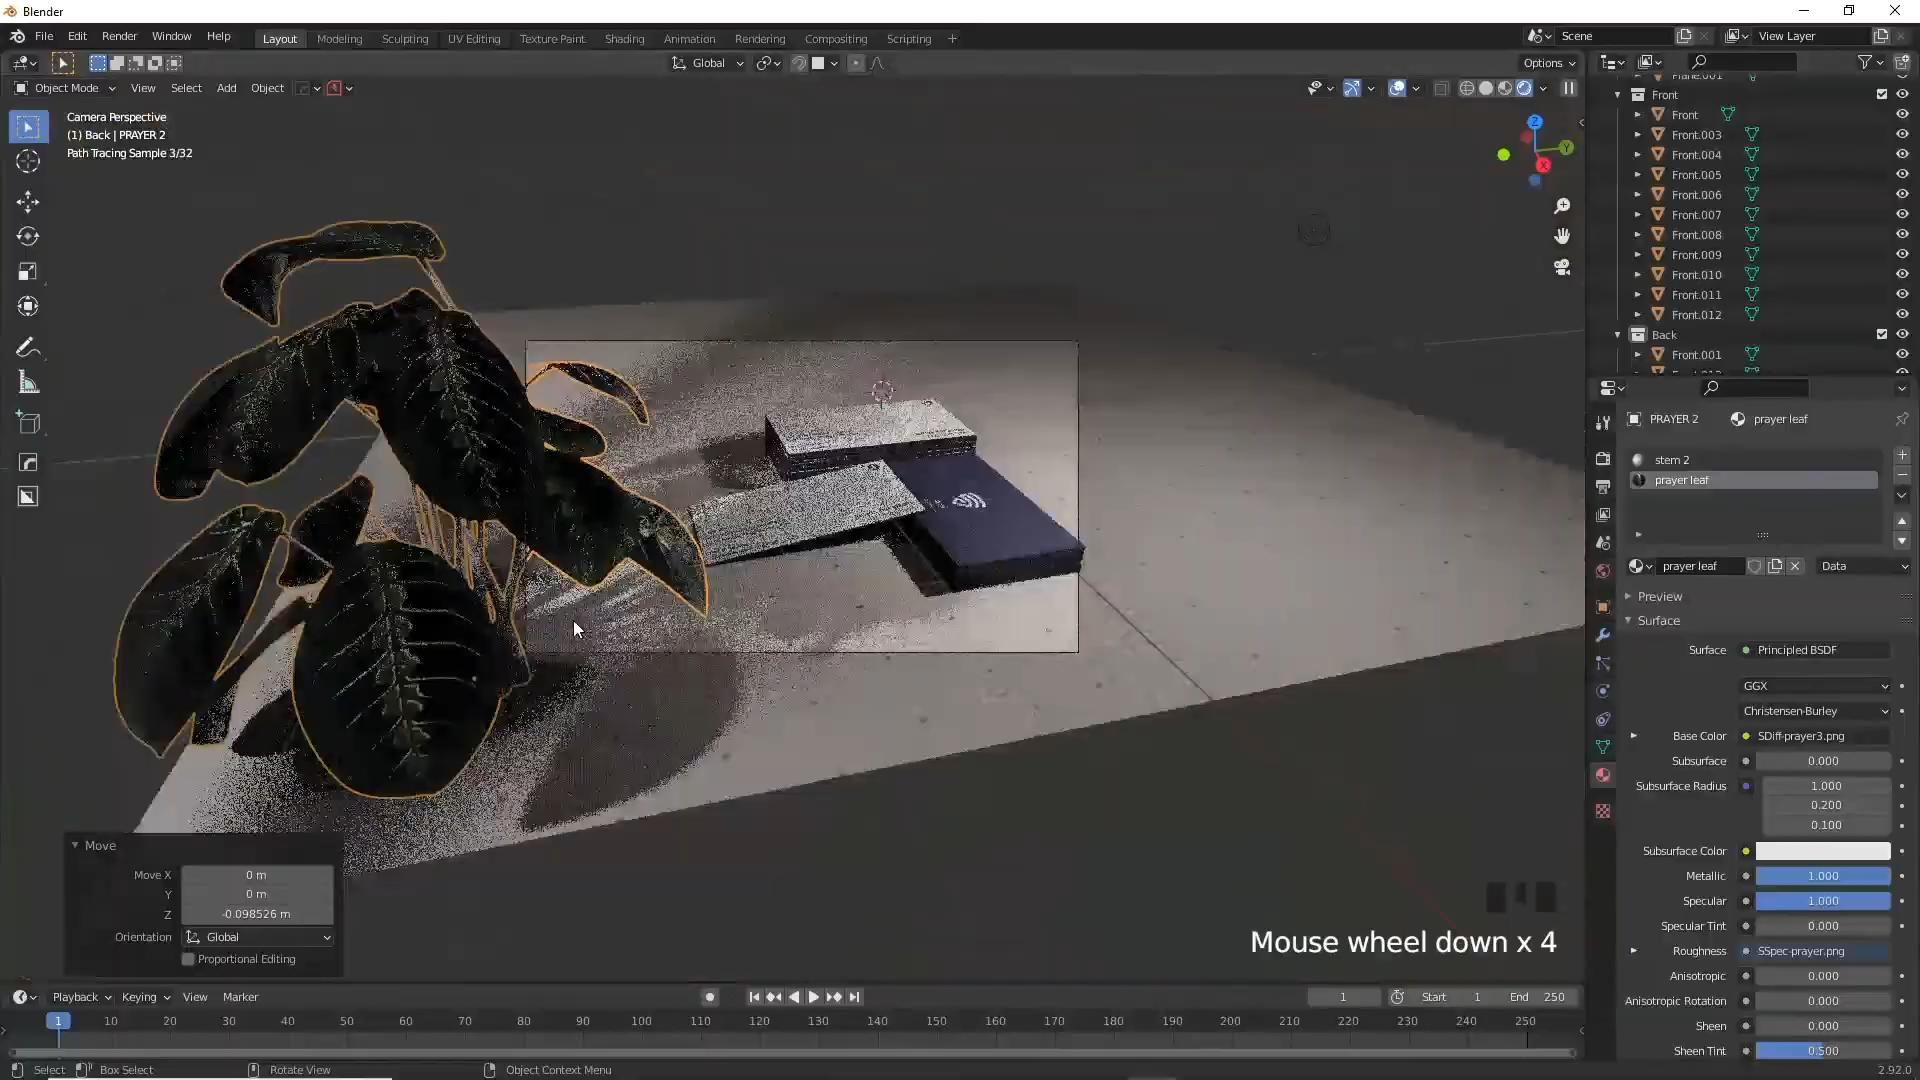 Blender
File Edit Render Window Help
Layout Modeling Sculpting UV Editing Texture Paint Shading Animation Rendering Compositing Scripting +
Scene
View Layer
Global
Options
Object Mode View Select Add Object
Camera Perspective
(1) Back | PRAYER 2
Path Tracing Sample 3/32
Z
Y
X
Plane.001
Front
Front
Front.003
Front.004
Front.005
Front.006
Front.007
Front.008
Front.009
Front.010
Front.011
Front.012
Back
Front.001
PRAYER 2 prayer leaf
stem 2
prayer leaf
prayer leaf Data
Preview
Surface
Surface Principled BSDF
GGX
Christensen-Burley
Base Color SDiff-prayer3.png
Subsurface 0.000
Subsurface Radius 1.000
0.200
0.100
Subsurface Color
Metallic 1.000
Specular 1.000
Specular Tint 0.000
Roughness SSpec-prayer.png
Anisotropic 0.000
Anisotropic Rotation 0.000
Sheen 0.000
Sheen Tint 0.500
Move
Move X 0 m
Y 0 m
Z -0.098526 m
Orientation Global
Proportional Editing
Mouse wheel down x 4
Playback Keying View Marker
1 Start 1 End 250
1 10 20 30 40 50 60 70 80 90 100 110 120 130 140 150 160 170 180 190 200 210 220 230 240 250
Select Box Select Rotate View Object Context Menu 2.92.0